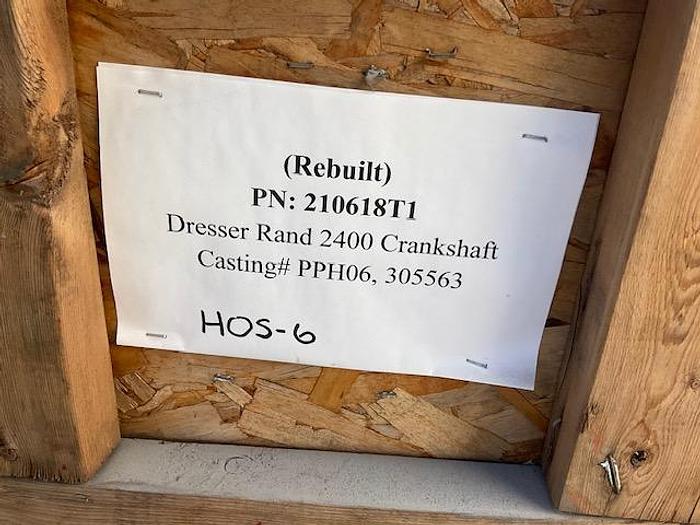 (Rebuilt)
PN: 210618T1
Dresser Rand 2400 Crankshaft
Casting# PPH06, 305563
HOS-6